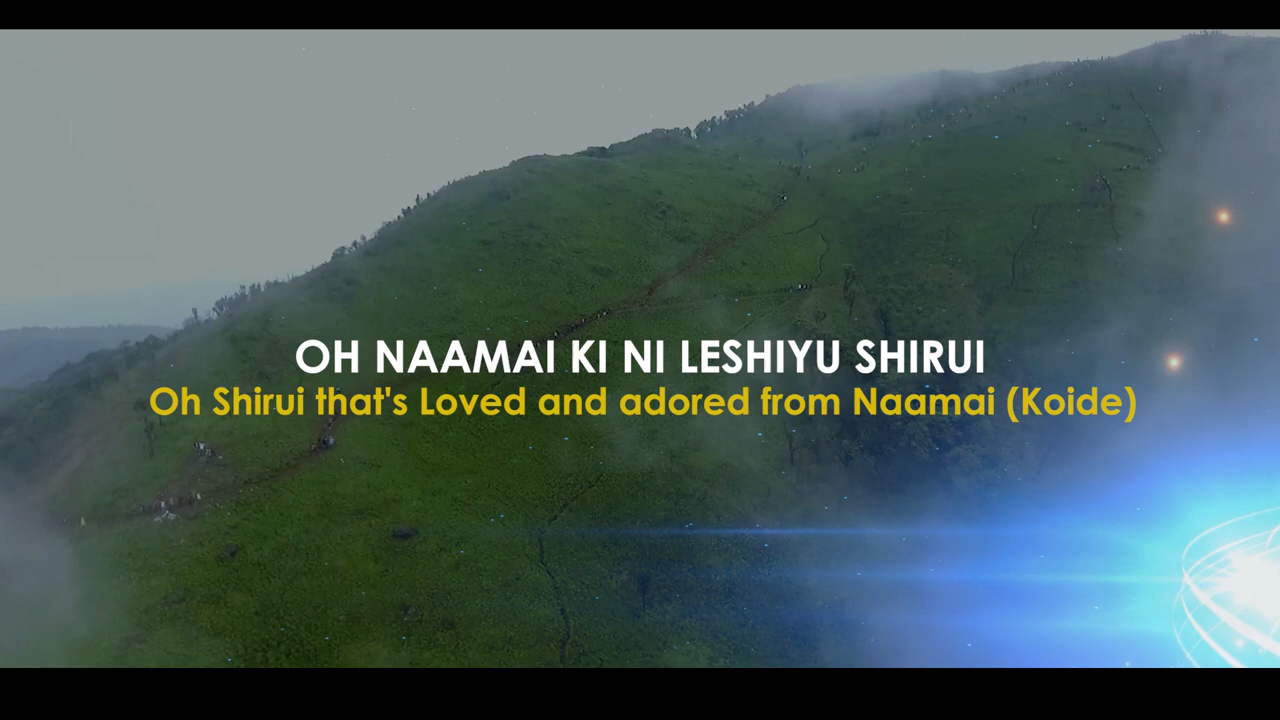 OH NAAMAI KI NI LESHIYU SHIRUI
Oh Shirui that's Loved and adored from Naamai (Koide)